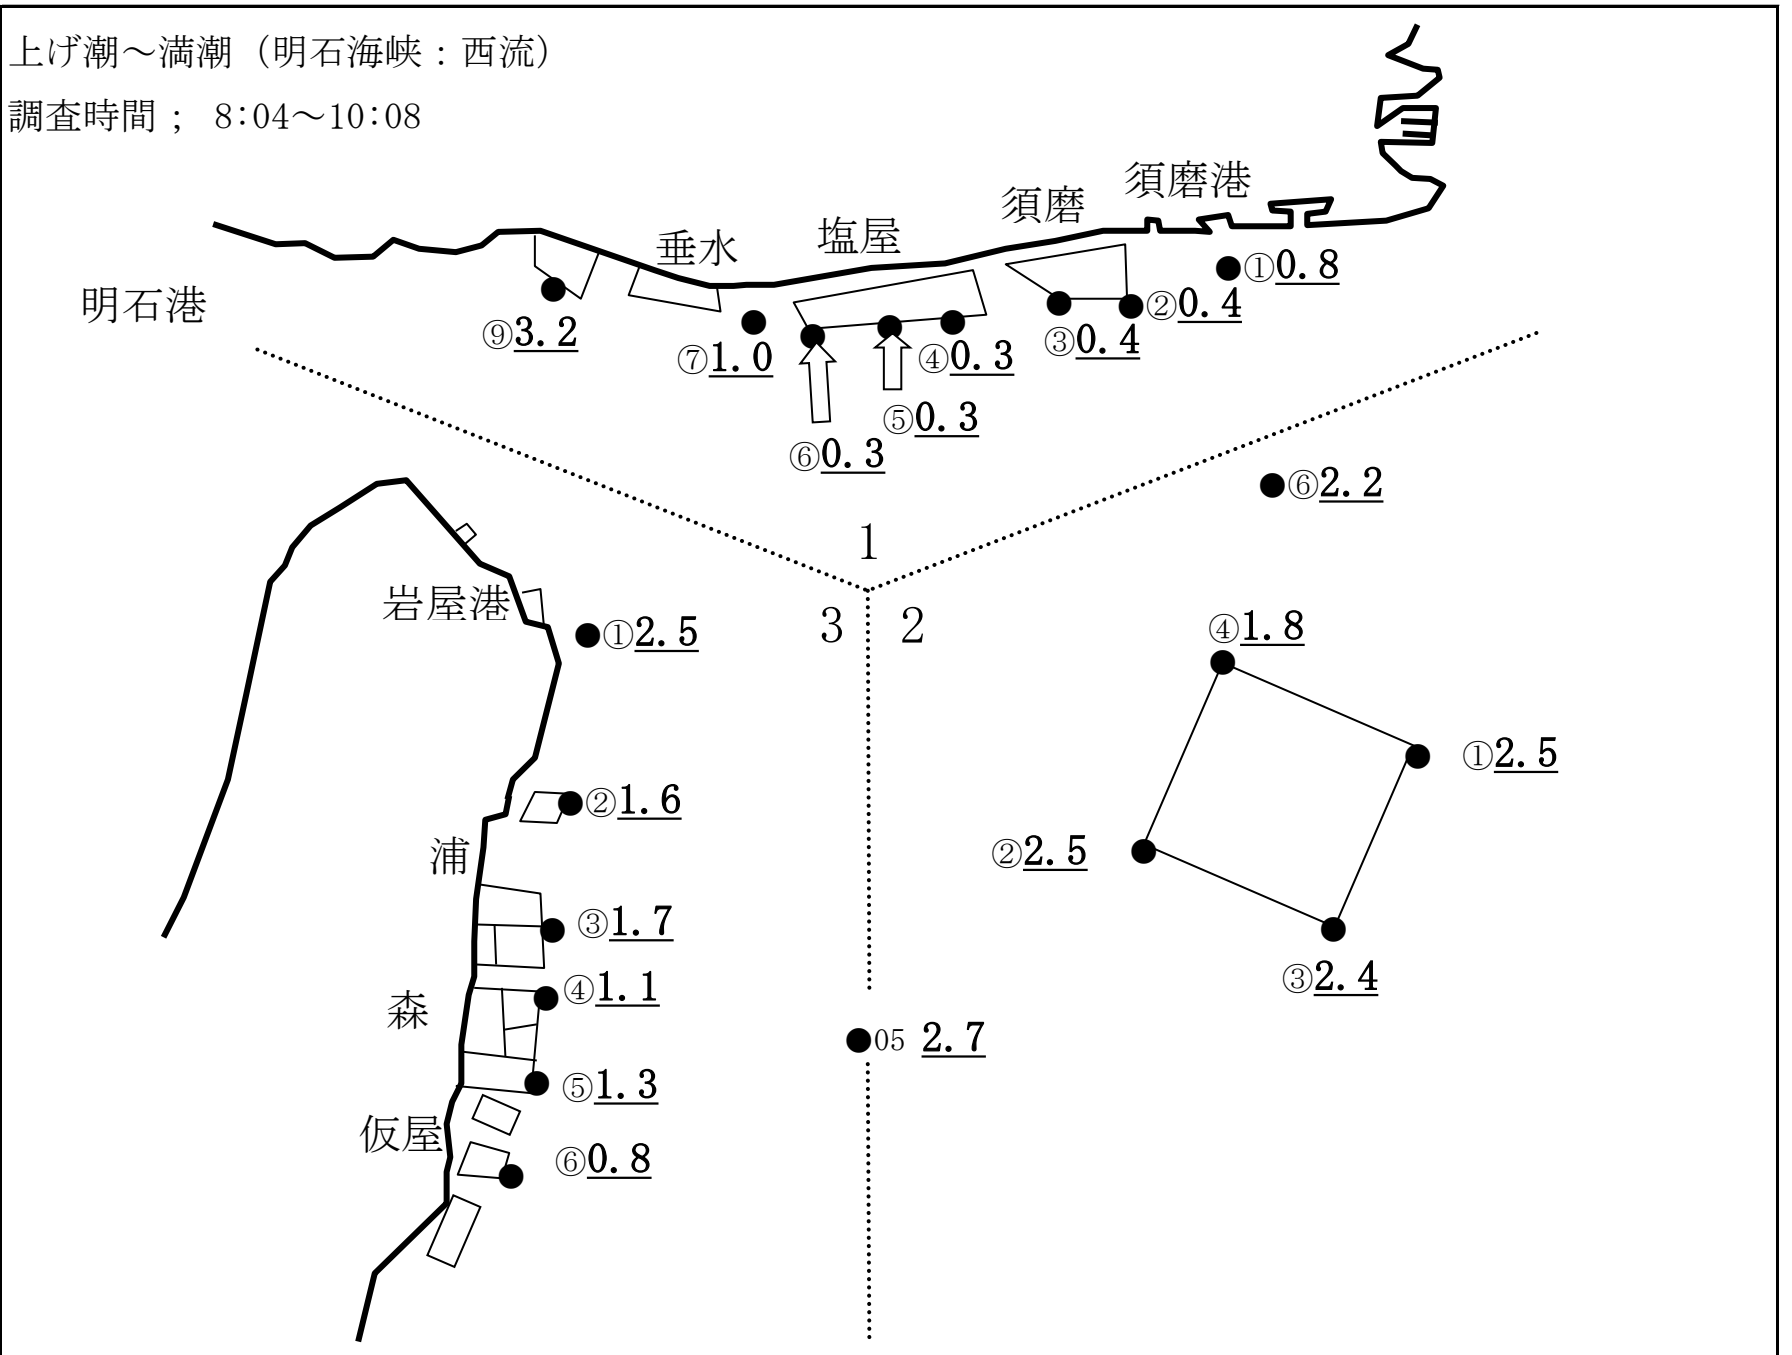 上げ潮～満潮（明石海峡：西流）
調査時間； 8:04～10:08
須磨港
須磨
塩屋
垂水
明石港
①0.8
②0.4
③0.4
④0.3
⑤0.3
⑥0.3
⑦1.0
⑨3.2
1
⑥2.2
3 2
岩屋港
①2.5
④1.8
①2.5
②1.6
②2.5
浦
③1.7
③2.4
④1.1
森
05 2.7
⑤1.3
仮屋
⑥0.8